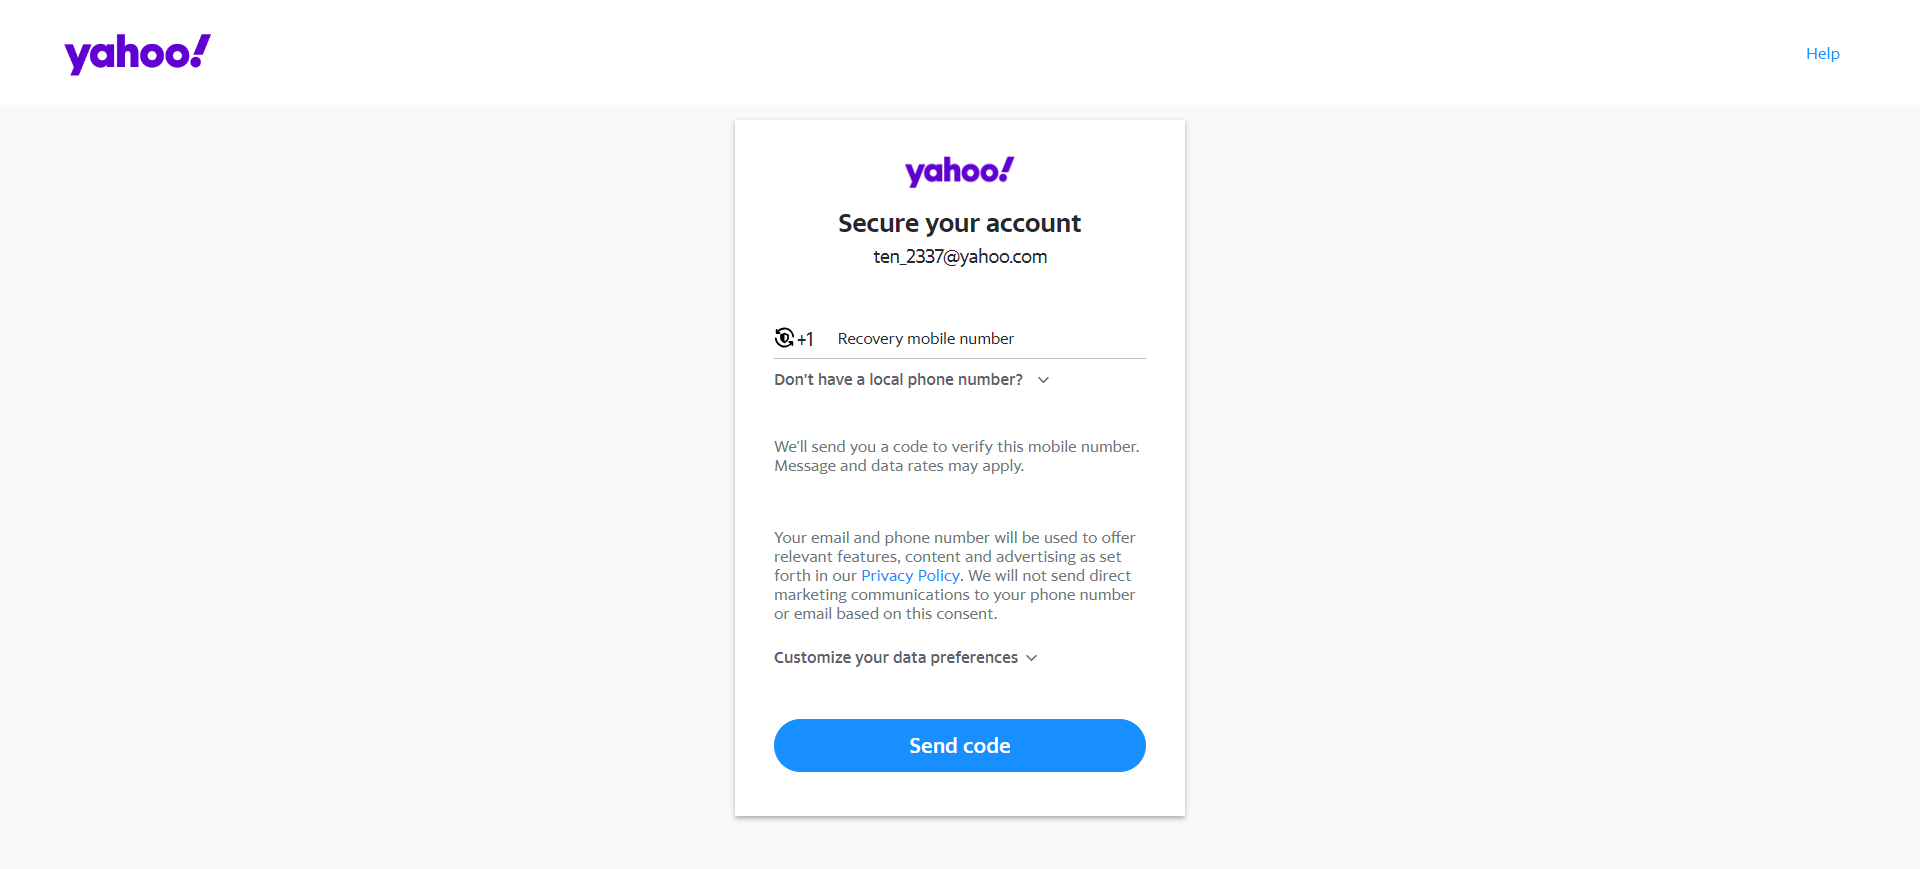 yahoo!
Help
yahoo!
Secure your account
ten_2337@yahoo.com
+1 Recovery mobile number
Don't have a local phone number?
We'll send you a code to verify this mobile number.
Message and data rates may apply.
Your email and phone number will be used to offer
relevant features, content and advertising as set
forth in our Privacy Policy. We will not send direct
marketing communications to your phone number
or email based on this consent.
Customize your data preferences
Send code